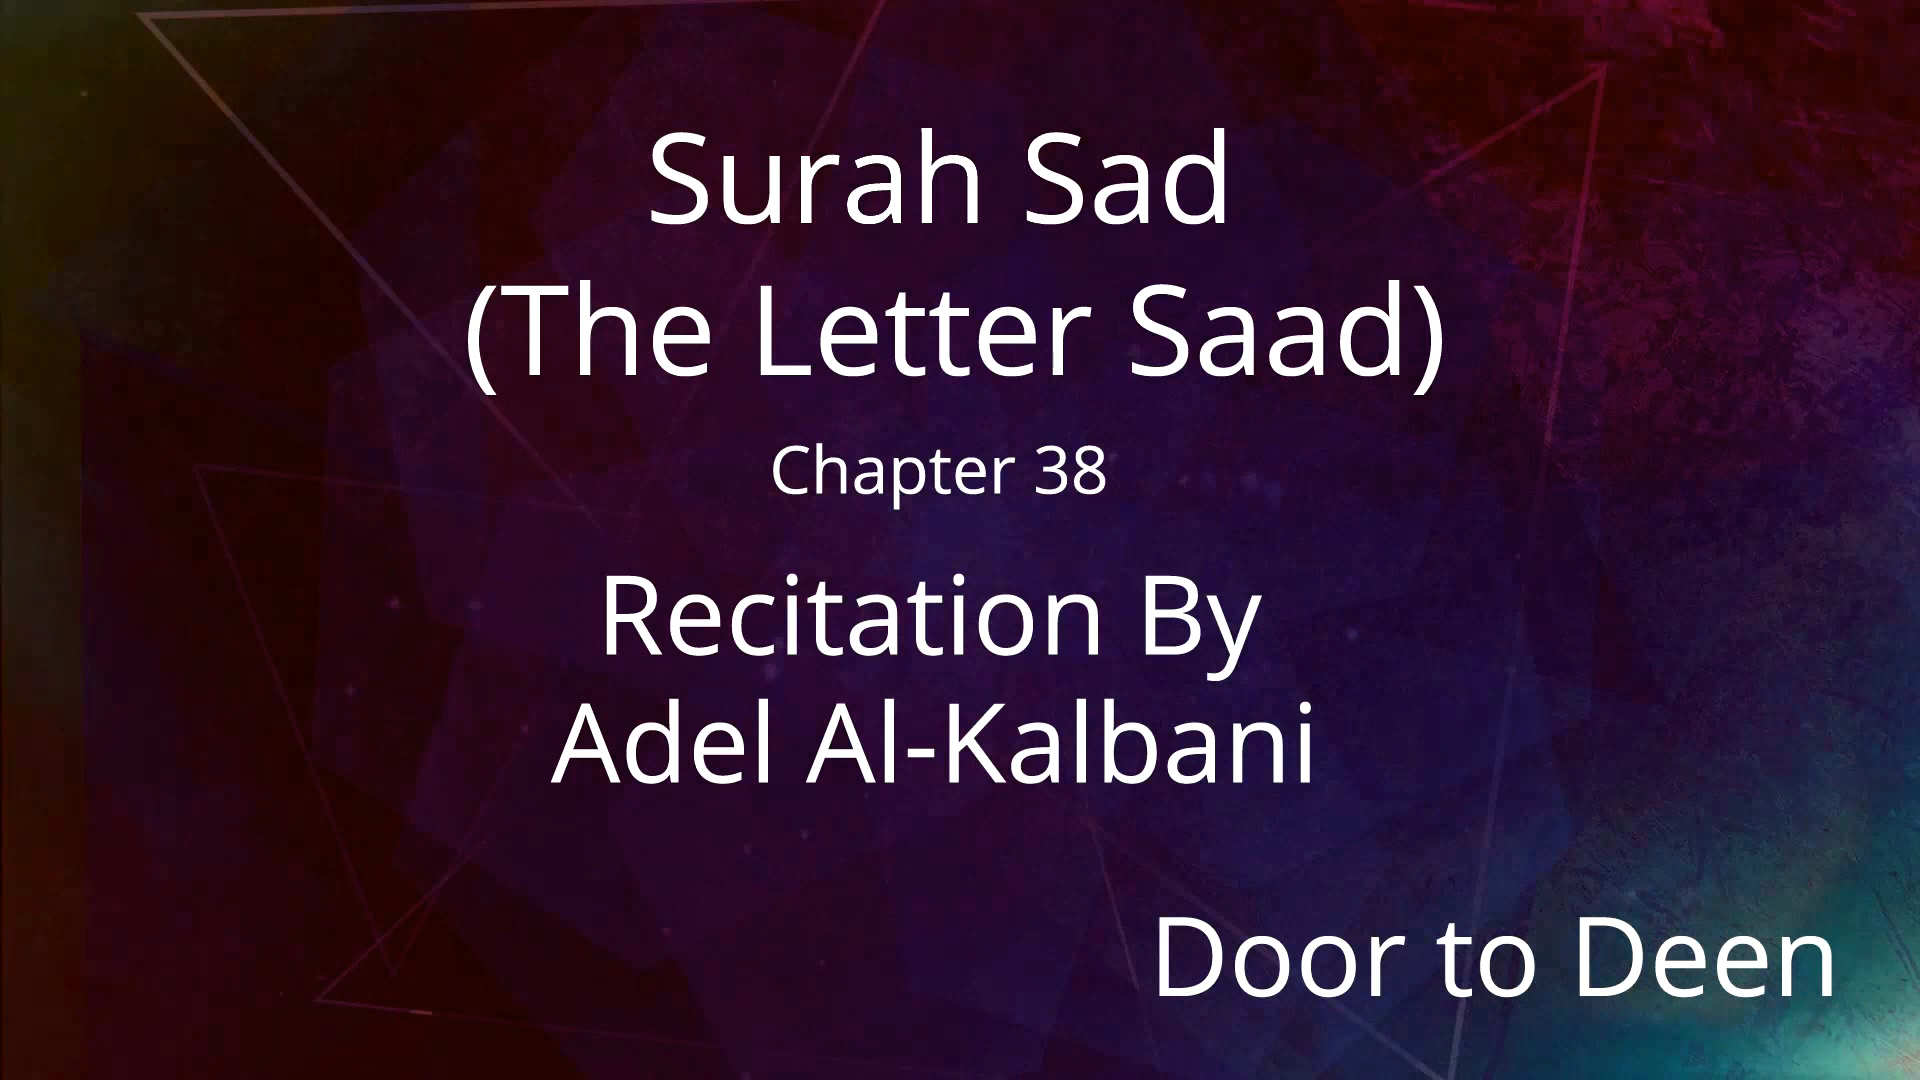 Surah Sad
(The Letter Saad)
Chapter 38
Recitation By
Adel Al-Kalbani
Door to Deen